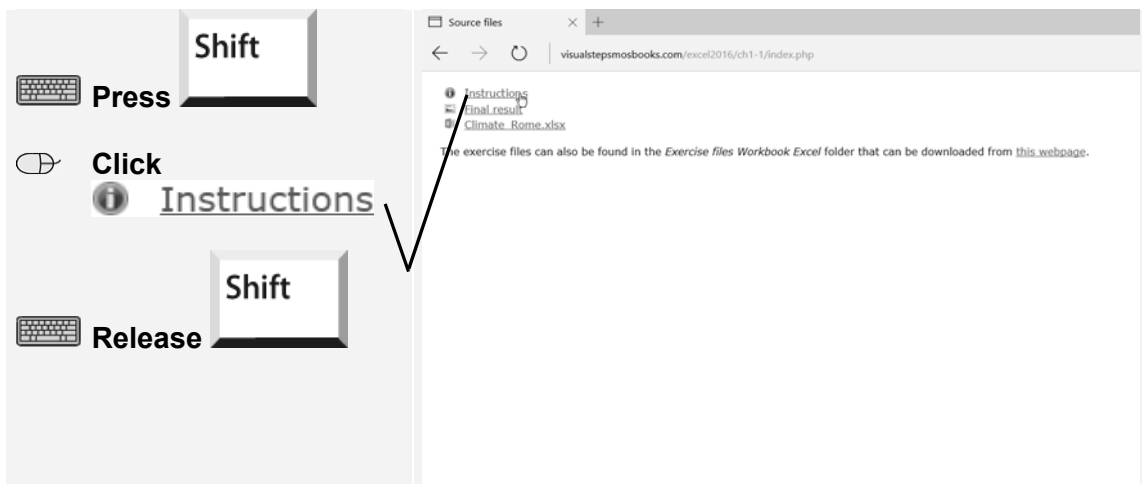 Shift
Press
Click
Instructions
Shift
Release
Source files
visualstepsmosbooks.com/excel2016/ch1-1/index.php
Instructions
Final result
Climate_Rome.xlsx
The exercise files can also be found in the Exercise files Workbook Excel folder that can be downloaded from this webpage.